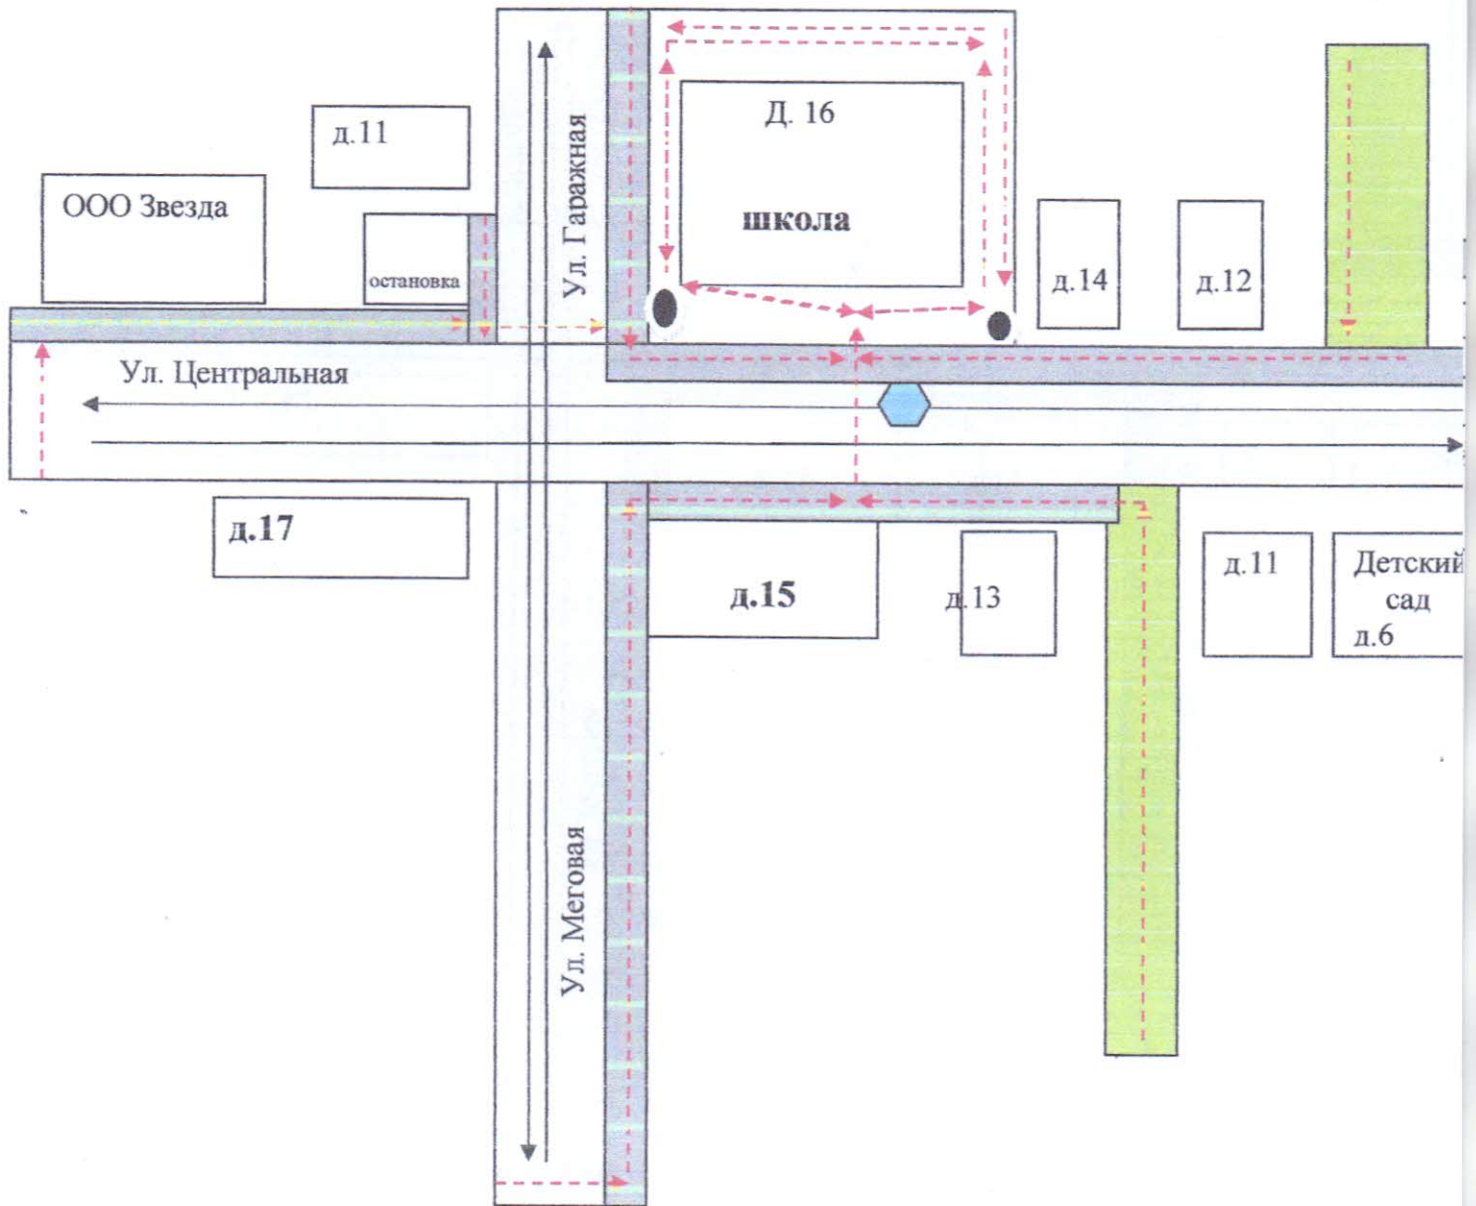 д.11
Д. 16
школа
Ул. Гаражная
ООО Звезда
остановка
д.14
д.12
Ул. Центральная
д.17
д.15
д.13
д.11
Детский
сад
д.6
Ул. Меговая